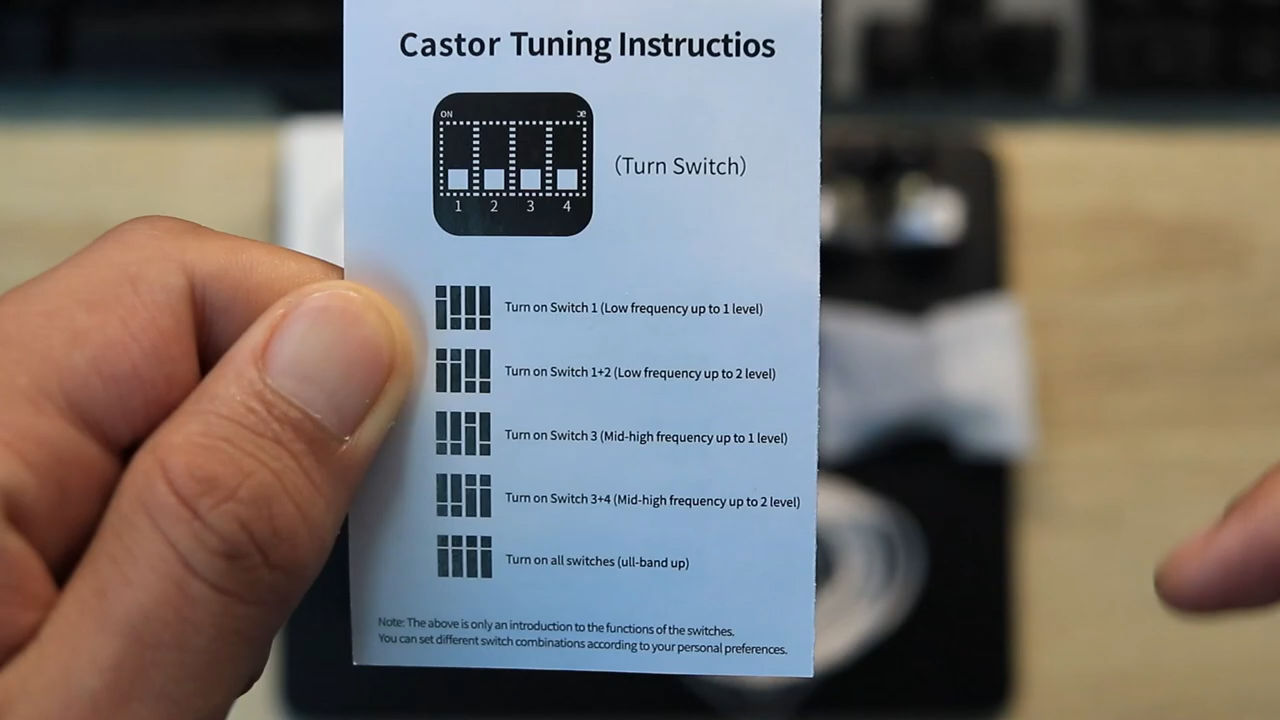 Castor Tuning Instructios
ON
1 2 3 4
(Turn Switch)
Turn on Switch 1 (Low frequency up to 1 level)
Turn on Switch 1+2 (Low frequency up to 2 level)
Turn on Switch 3 (Mid-high frequency up to 1 level)
Turn on Switch 3+4 (Mid-high frequency up to 2 level)
Turn on all switches (ull-band up)
Note: The above is only an introduction to the functions of the switches.
You can set different switch combinations according to your personal preferences.